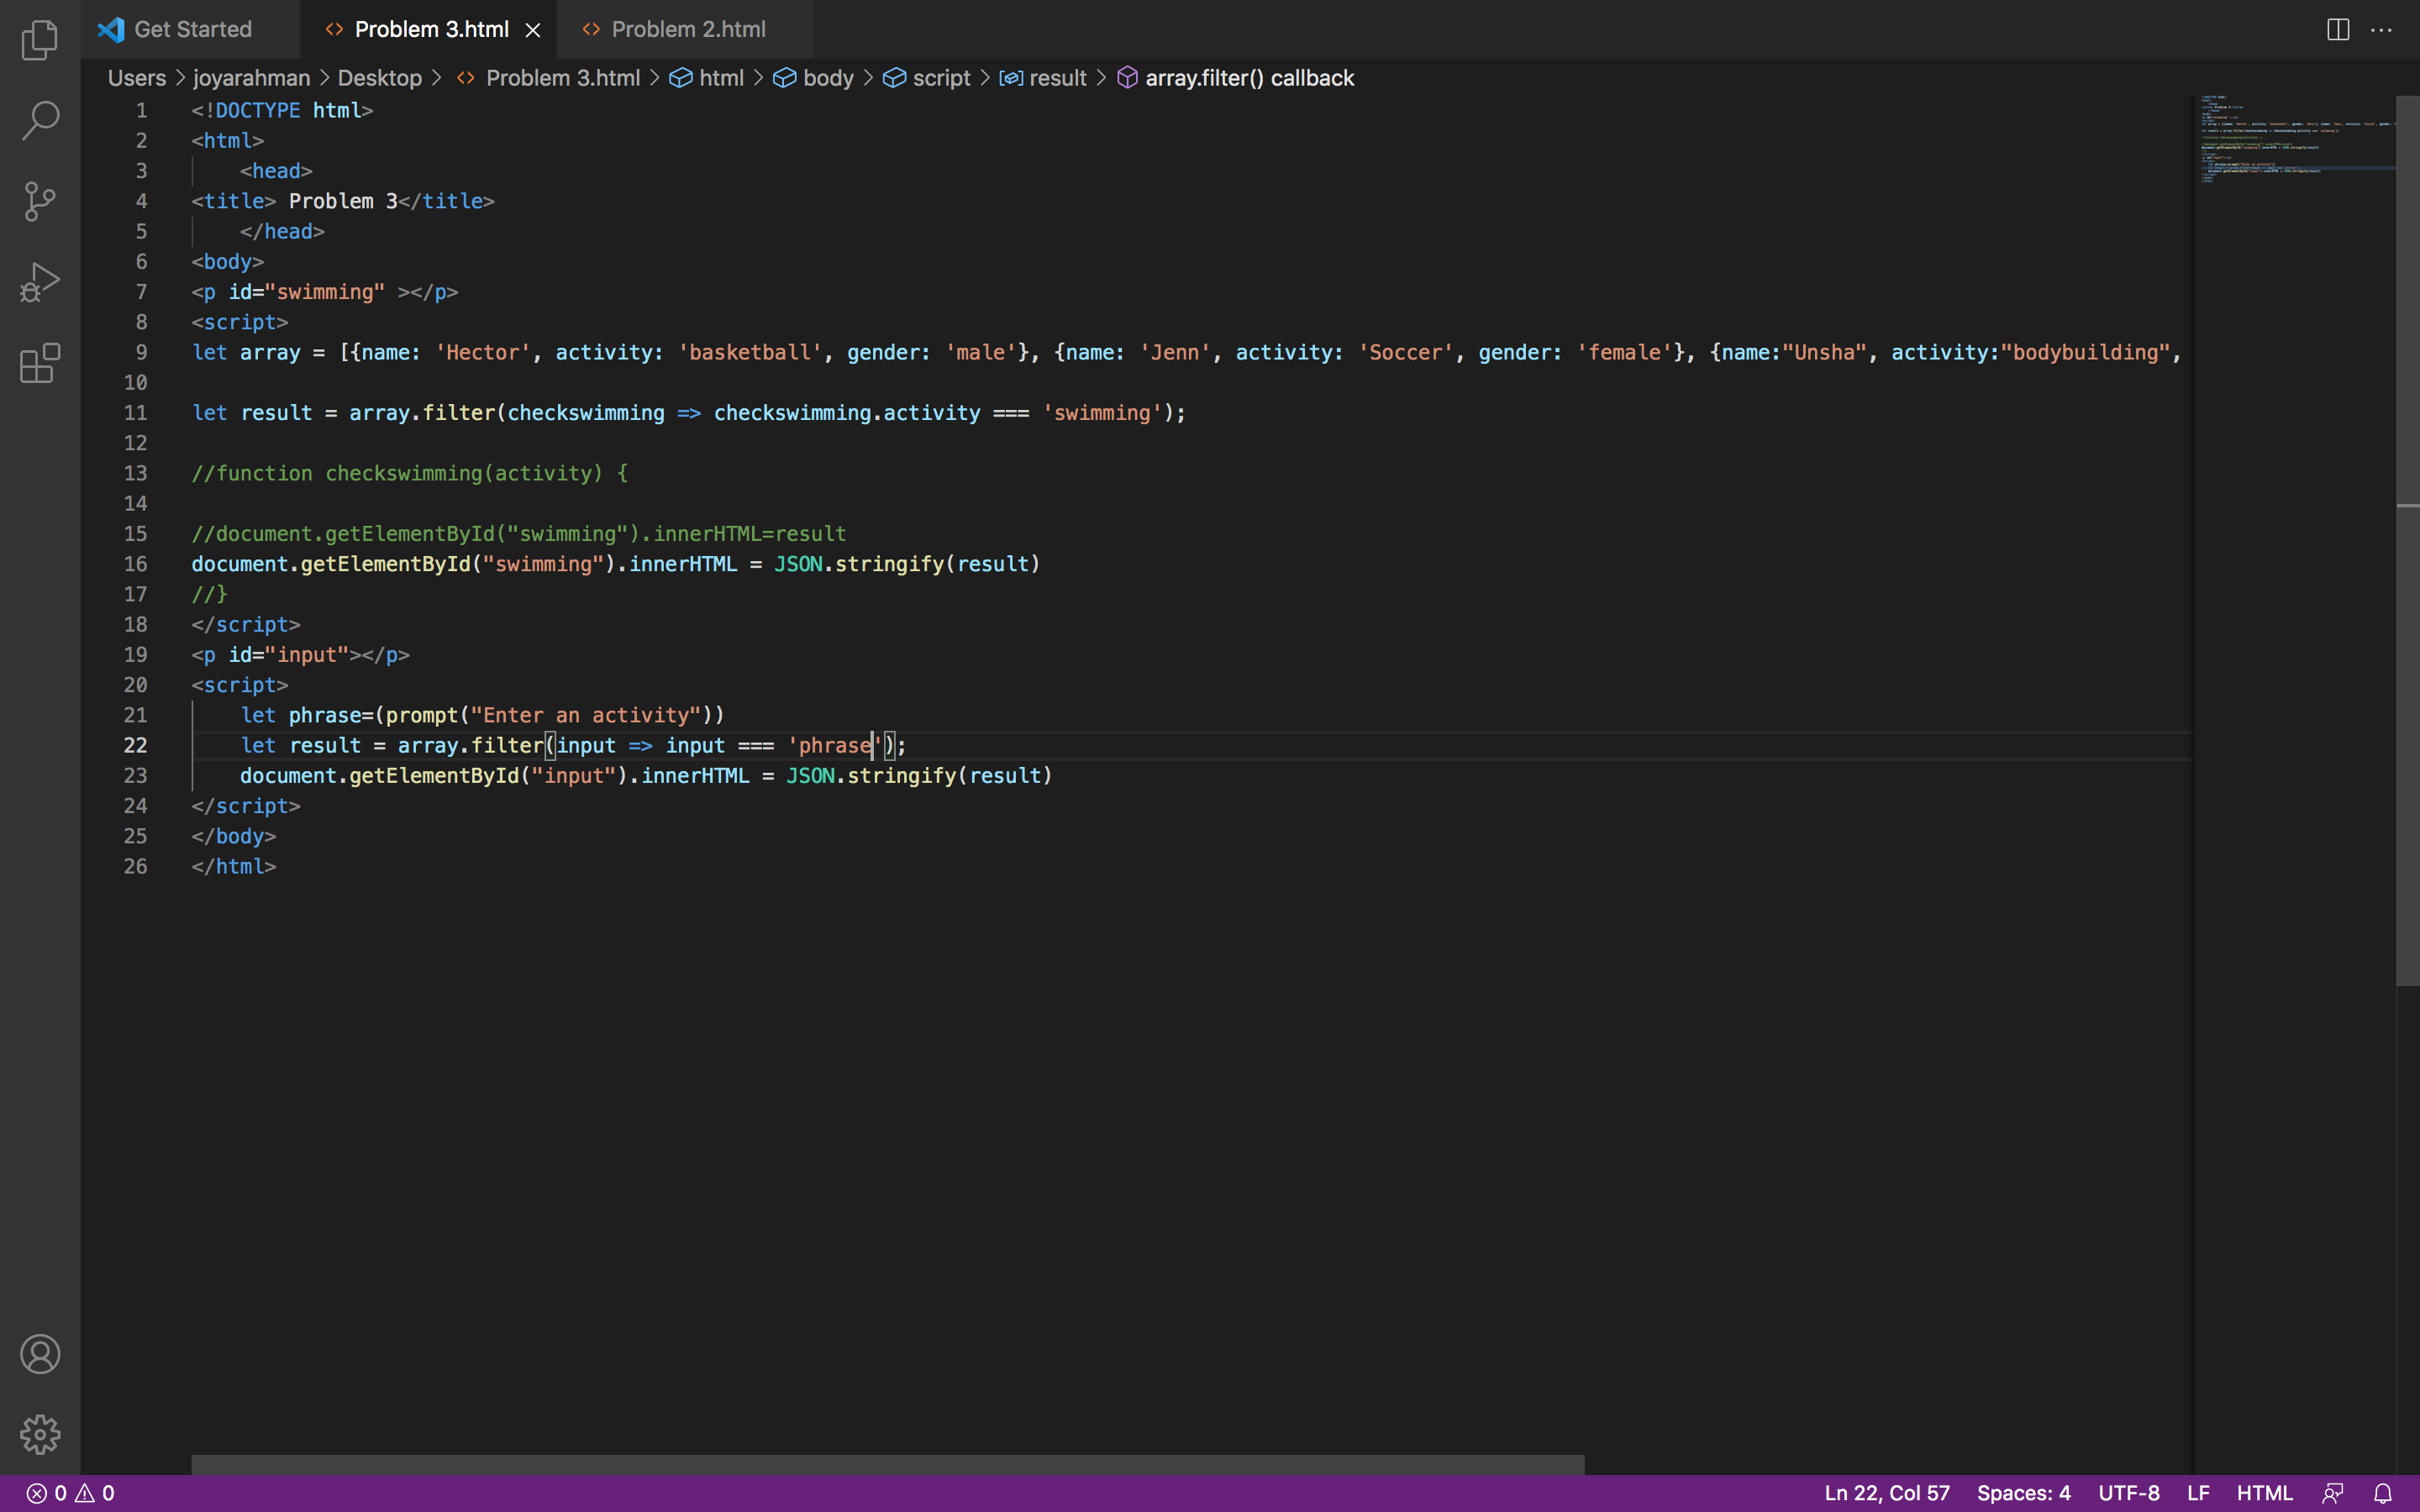 Get Started
Problem 3.html
Problem 2.html
Users > joyarahman > Desktop > Problem 3.html > html > body > script > result > array.filter() callback
1 <!DOCTYPE html>
2 <html>
3     <head>
4 <title> Problem 3</title>
5     </head>
6 <body>
7 <p id="swimming" ></p>
8 <script>
9 let array = [{name: 'Hector', activity: 'basketball', gender: 'male'}, {name: 'Jenn', activity: 'Soccer', gender: 'female'}, {name:"Unsha", activity:"bodybuilding",
10
11 let result = array.filter(checkswimming => checkswimming.activity === 'swimming');
12
13 //function checkswimming(activity) {
14
15 //document.getElementById("swimming").innerHTML=result
16 document.getElementById("swimming").innerHTML = JSON.stringify(result)
17 //}
18 </script>
19 <p id="input"></p>
20 <script>
21     let phrase=(prompt("Enter an activity"))
22     let result = array.filter(input => input === 'phrase');
23     document.getElementById("input").innerHTML = JSON.stringify(result)
24 </script>
25 </body>
26 </html>
0 0
Ln 22, Col 57
Spaces: 4
UTF-8
LF
HTML